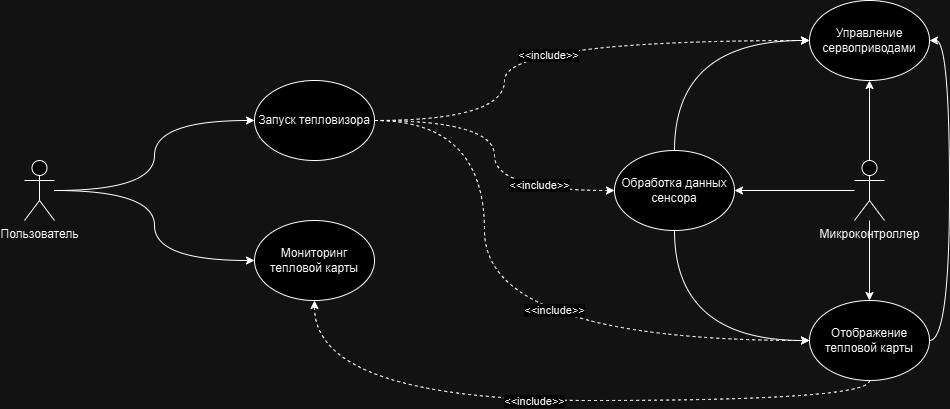 Управление
сервоприводами
<<include>>
Запуск тепловизора
<<include>>
Обработка данных
сенсора
Пользователь
Микроконтроллер
Мониторинг
тепловой карты
<<include>>
Отображение
тепловой карты
<<include>>